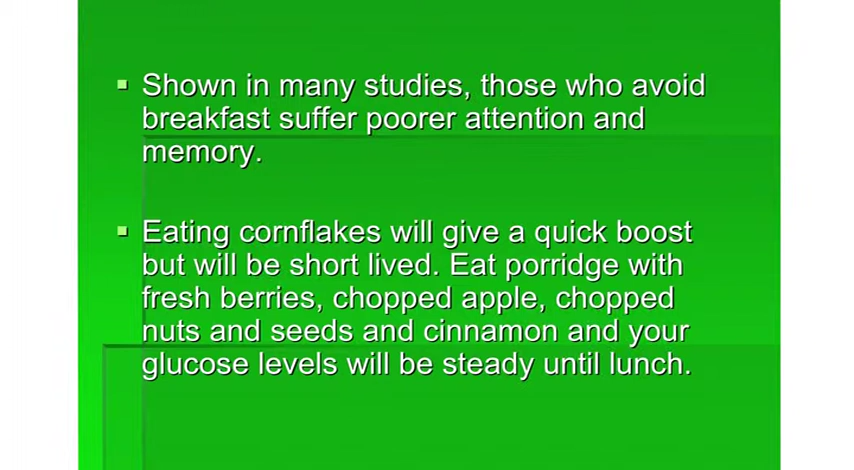 Shown in many studies, those who avoid
breakfast suffer poorer attention and
memory.
Eating cornflakes will give a quick boost
but will be short lived. Eat porridge with
fresh berries, chopped apple, chopped
nuts and seeds and cinnamon and your
glucose levels will be steady until lunch.